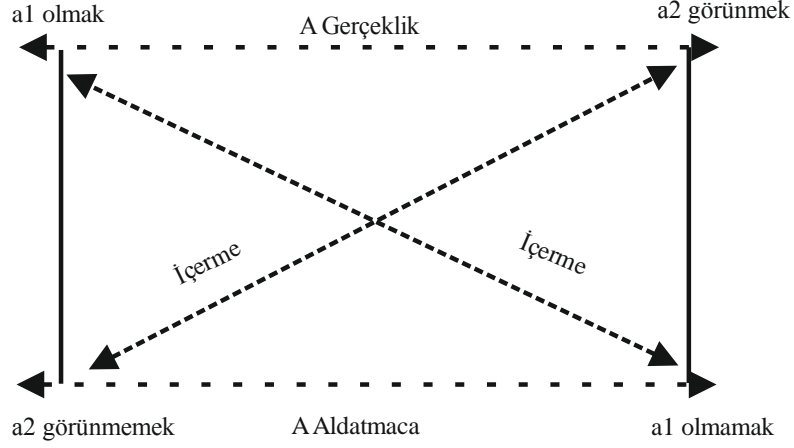 a1 olmak
A Gerçeklik
a2 görünmek
İçerme
İçerme
a2 görünmemek
A Aldatmaca
a1 olmamak